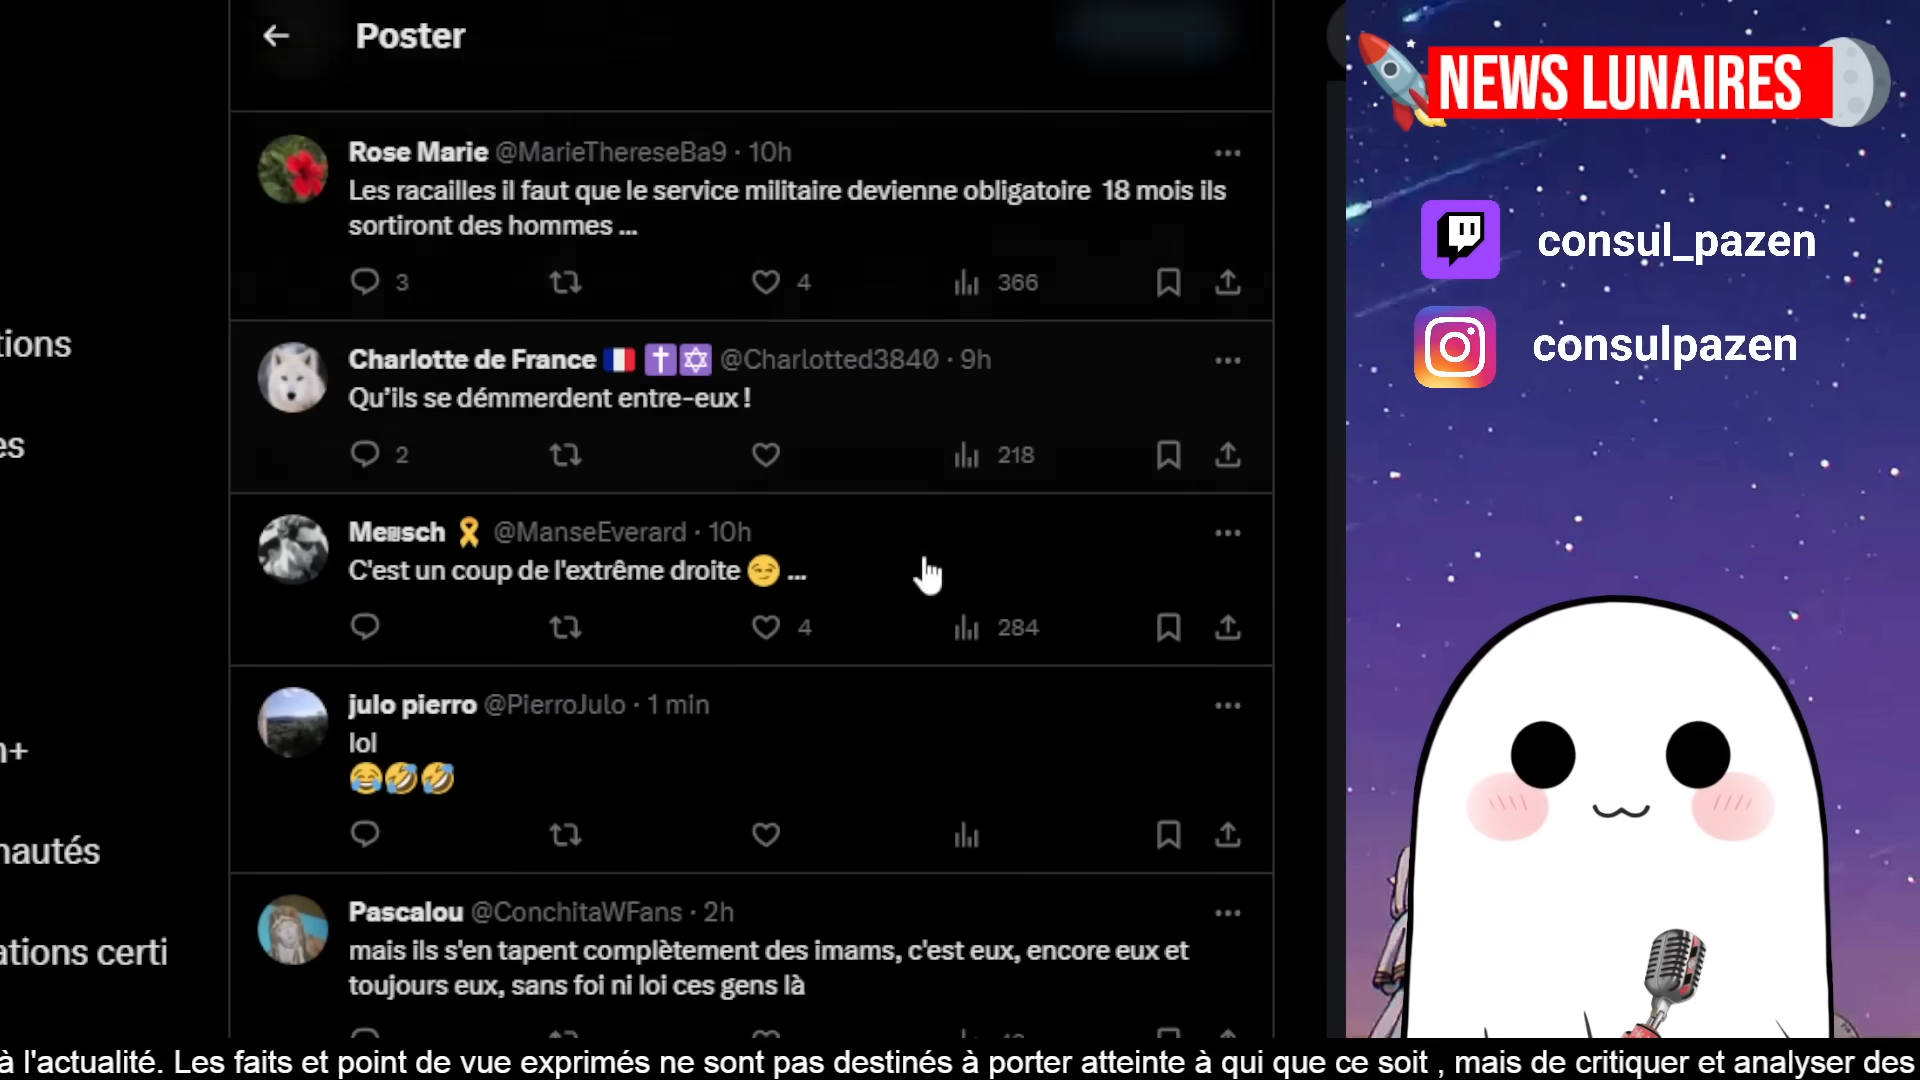 Poster
Rose Marie @MarieThereseBa9 · 10h
Les racailles il faut que le service militaire devienne obligatoire 18 mois ils
sortiront des hommes ...
3 4 366
Charlotte de France 🇫🇷 ✝️✡️ @Charlotted3840 · 9h
Qu'ils se démmerdent entre-eux !
2 218
🎗️ @ManseEverard · 10h
C'est un coup de l'extrême droite 😏 ...
4 284
julo pierro @PierroJulo · 1 min
lol
😂🤣🤣
Pascalou @ConchitaWFans · 2h
mais ils s'en tapent complètement des imams, c'est eux, encore eux et
toujours eux, sans foi ni loi ces gens là
tions
es
n+
nautés
ations certi
NEWS LUNAIRES
consul_pazen
consulpazen
à l'actualité. Les faits et point de vue exprimés ne sont pas destinés à porter atteinte à qui que ce soit , mais de critiquer et analyser des